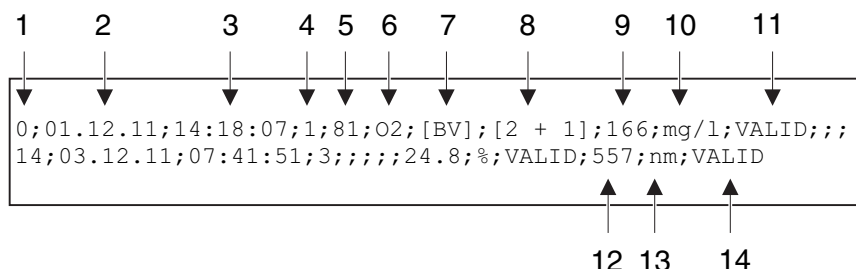 1 2 3 4 5 6 7 8 9 10 11
0;01.12.11;14:18:07;1;81;O2;[BV];[2 + 1];166;mg/l;VALID;;;
14;03.12.11;07:41:51;3;;;;;24.8;%;VALID;557;nm;VALID
12 13 14